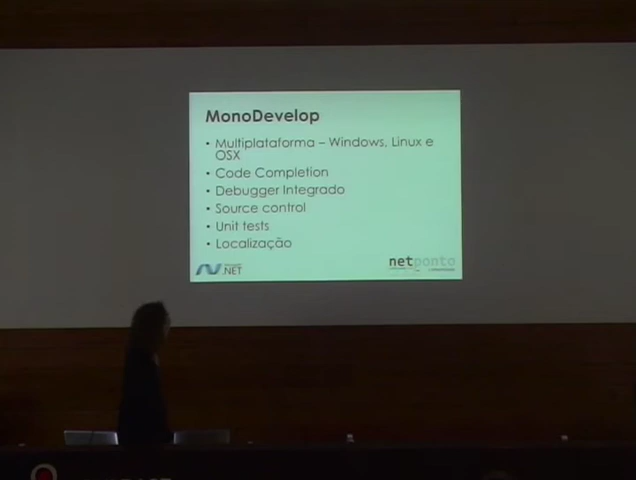 MonoDevelop
• Multiplataforma – Windows, Linux e
OSX
• Code Completion
• Debugger Integrado
• Source control
• Unit tests
• Localização
.NET
netponto